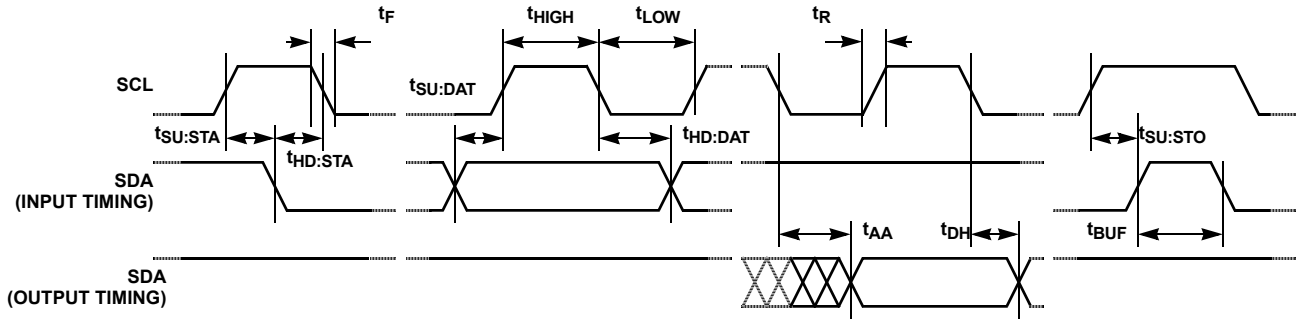 tF
tHIGH
tLOW
tR
SCL
tSU:DAT
tSU:STA
tHD:STA
tHD:DAT
tSU:STO
SDA
(INPUT TIMING)
tAA
tDH
tBUF
SDA
(OUTPUT TIMING)